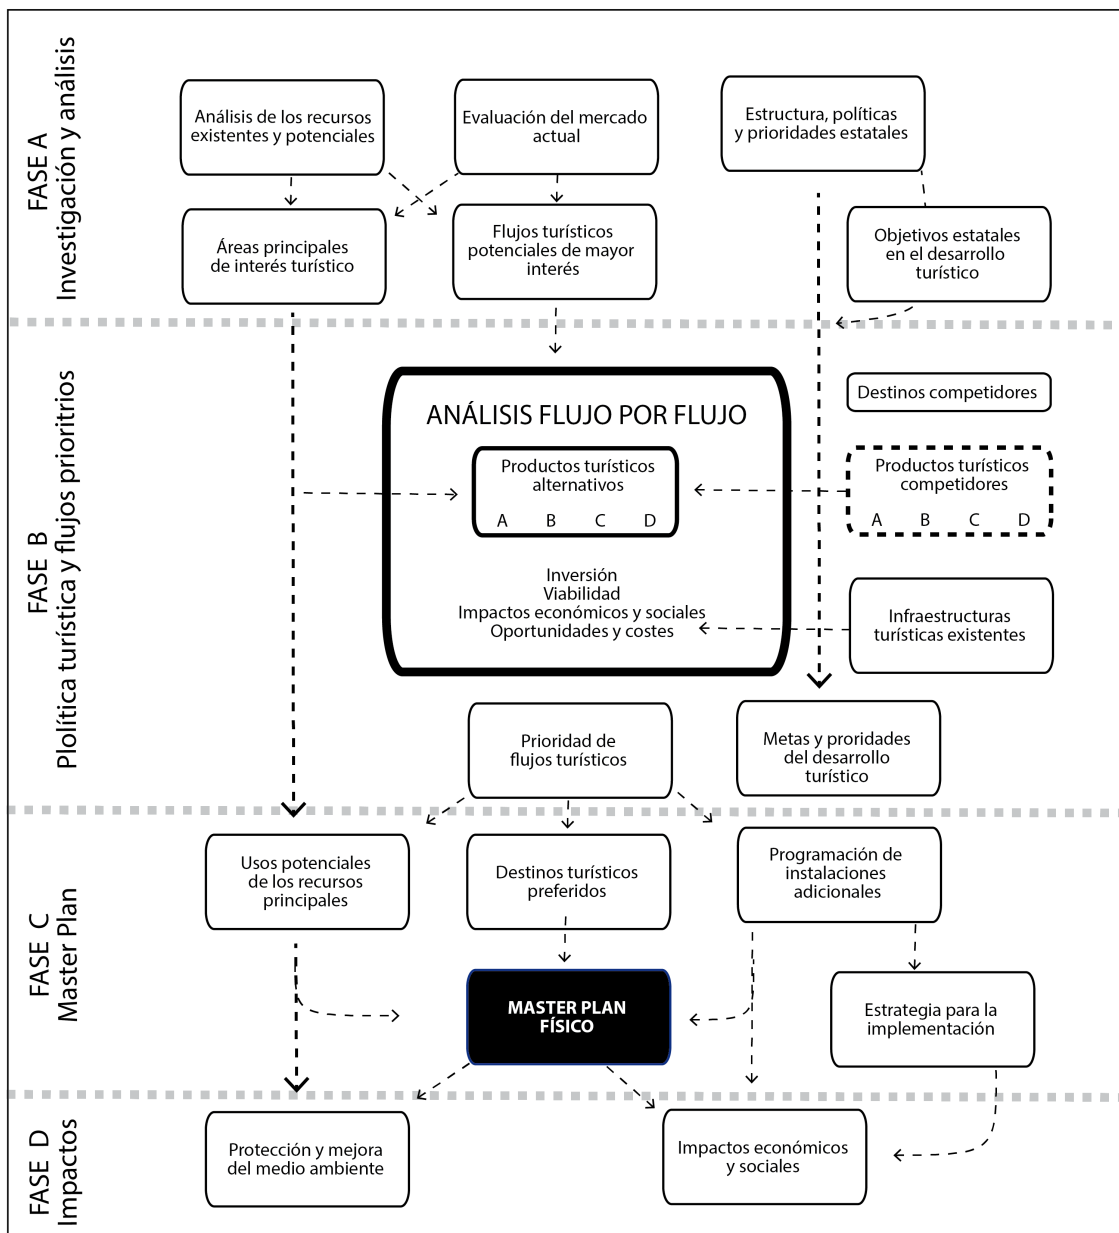 FASE A
Investigación y análisis
Análisis de los recursos
existentes y potenciales
Evaluación del mercado
actual
Estructura, políticas
y prioridades estatales
Áreas principales
de interés turístico
Flujos turísticos
potenciales de mayor
interés
Objetivos estatales
en el desarrollo
turístico
FASE B
Plolítica turística y flujos prioritrios
ANÁLISIS FLUJO POR FLUJO
Productos turísticos
alternativos
A B C D
Inversión
Viabilidad
Impactos económicos y sociales
Oportunidades y costes
Destinos competidores
Productos turísticos
competidores
A B C D
Infraestructuras
turísticas existentes
Prioridad de
flujos turísticos
Metas y proridades
del desarrollo
turístico
FASE C
Master Plan
Usos potenciales
de los recursos
principales
Destinos turísticos
preferidos
Programación de
instalaciones
adicionales
MASTER PLAN
FÍSICO
Estrategia para la
implementación
FASE D
Impactos
Protección y mejora
del medio ambiente
Impactos económicos
y sociales